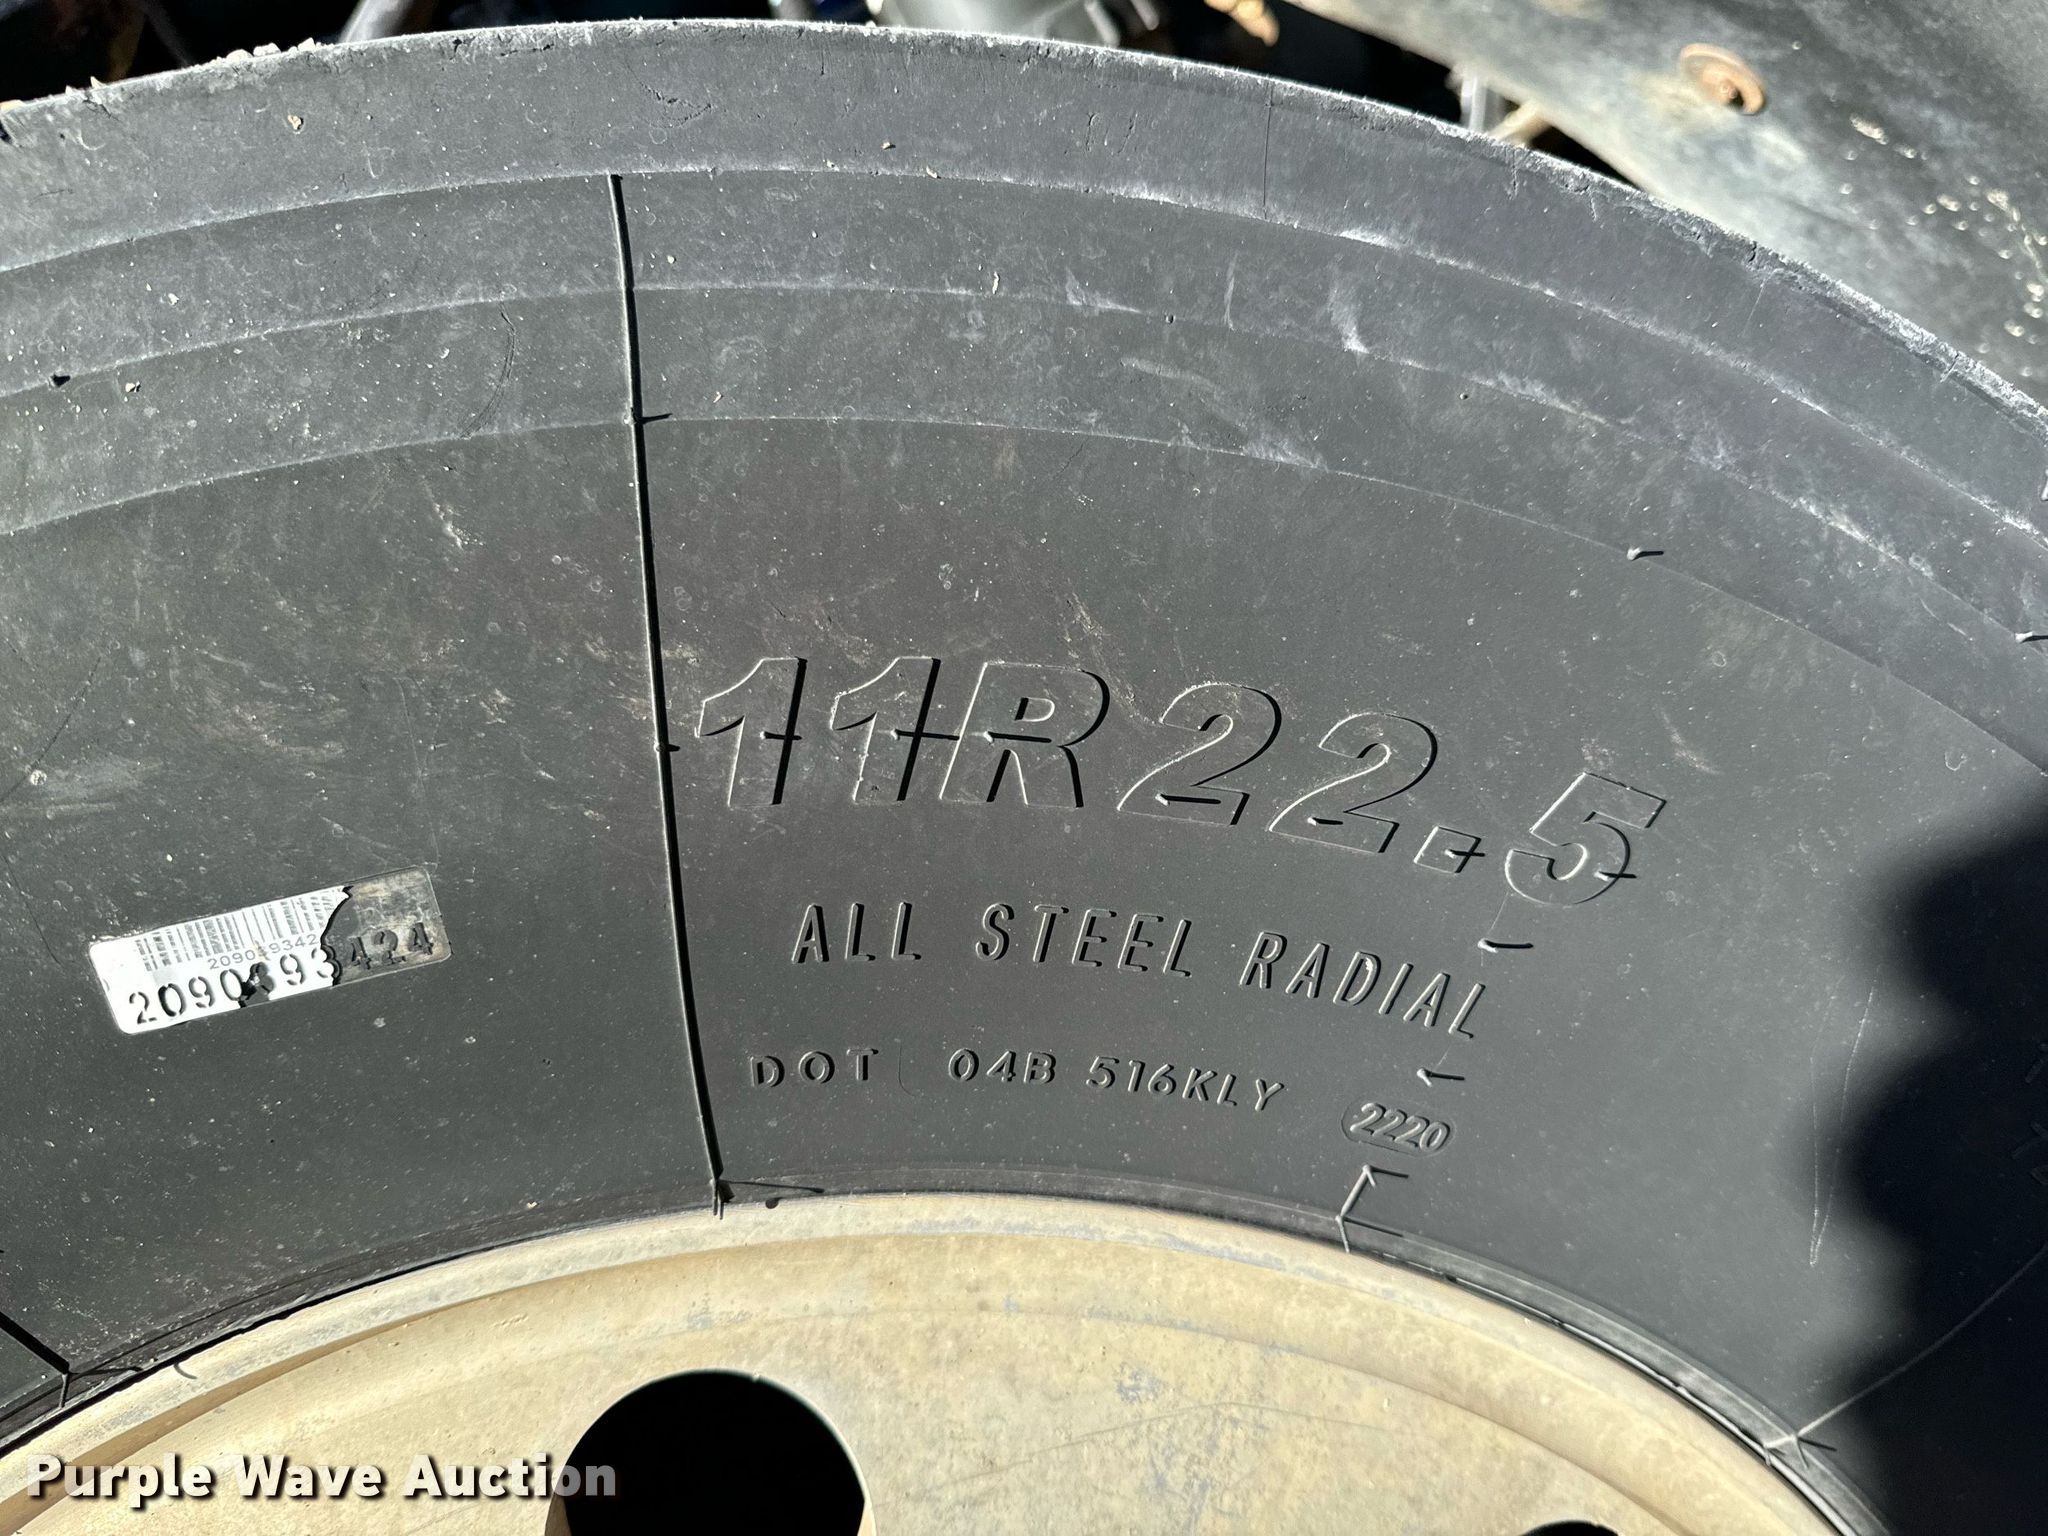 11R22.5
ALL STEEL RADIAL
DOT 04B 516KLY
2220
Purple Wave Auction